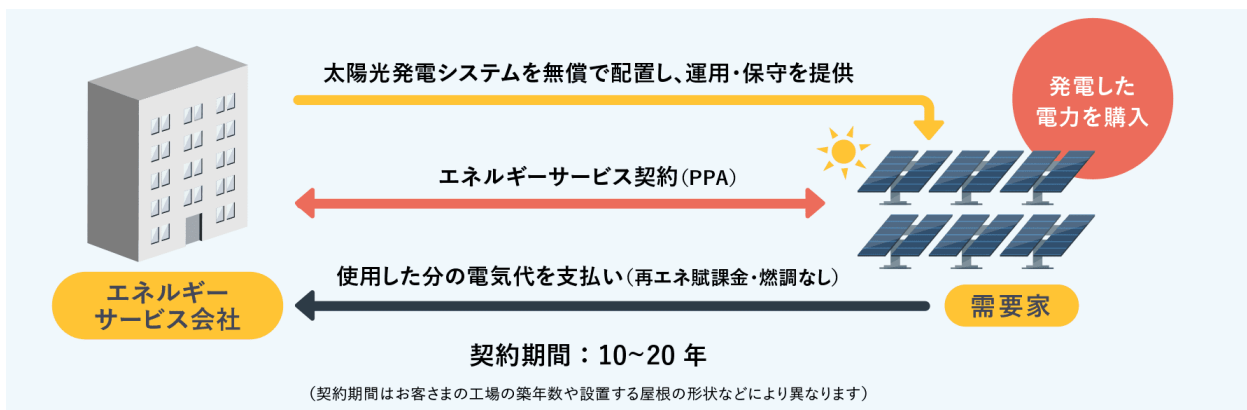 太陽光発電システムを無償で配置し、運用・保守を提供
発電した
電力を購入
エネルギーサービス契約(PPA)
使用した分の電気代を支払い(再エネ賦課金・燃調なし)
エネルギー
サービス会社
需要家
契約期間：10~20 年
(契約期間はお客さまの工場の築年数や設置する屋根の形状などにより異なります)